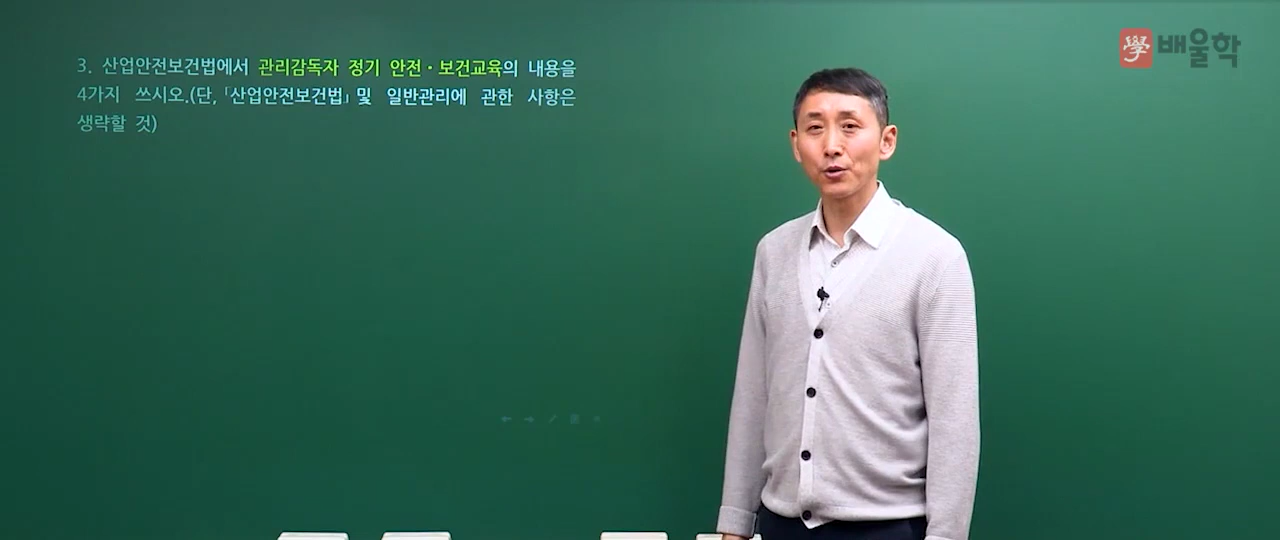 學 배울학
3. 산업안전보건법에서 관리감독자 정기 안전·보건교육의 내용을
4가지 쓰시오.(단, 「산업안전보건법」 및 일반관리에 관한 사항은
생략할 것)